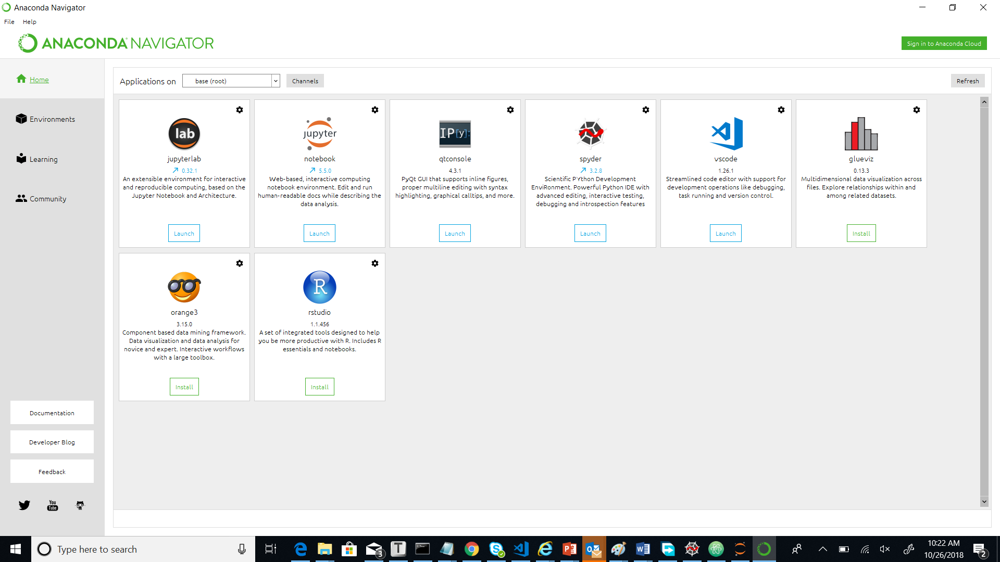 Anaconda Navigator
File Help
ANACONDA NAVIGATOR
Sign in to Anaconda Cloud
Home
Environments
Learning
Community
Documentation
Developer Blog
Feedback
You Tube
Applications on base (root) Channels Refresh
lab
jupyterlab
0.32.1
An extensible environment for interactive
and reproducible computing, based on the
Jupyter Notebook and Architecture.
Launch
jupyter
notebook
5.5.0
Web-based, interactive computing
notebook environment. Edit and run
human-readable docs while describing the
data analysis.
Launch
IP[y]:
qtconsole
4.3.1
PyQt GUI that supports inline figures,
proper multiline editing with syntax
highlighting, graphical calltips, and more.
Launch
spyder
3.2.8
Scientific PYthon Development
EnviRonment. Powerful Python IDE with
advanced editing, interactive testing,
debugging and introspection features
Launch
vscode
1.26.1
Streamlined code editor with support for
development operations like debugging,
task running and version control.
Launch
glueviz
0.13.3
Multidimensional data visualization across
files. Explore relationships within and
among related datasets.
Install
orange3
3.15.0
Component based data mining framework.
Data visualization and data analysis for
novice and expert. Interactive workflows
with a large toolbox.
Install
R
rstudio
1.1.456
A set of integrated tools designed to help
you be more productive with R. Includes R
essentials and notebooks.
Install
Type here to search
3
T
10:22 AM
10/26/2018
2